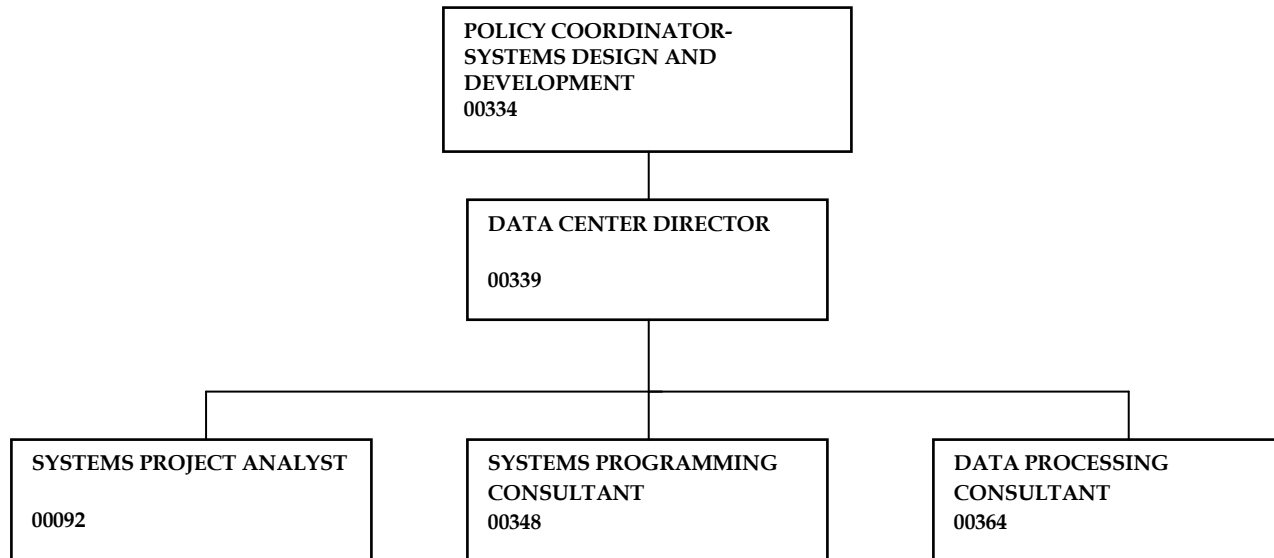 POLICY COORDINATOR-
SYSTEMS DESIGN AND
DEVELOPMENT
00334
DATA CENTER DIRECTOR
00339
SYSTEMS PROJECT ANALYST
00092
SYSTEMS PROGRAMMING
CONSULTANT
00348
DATA PROCESSING
CONSULTANT
00364